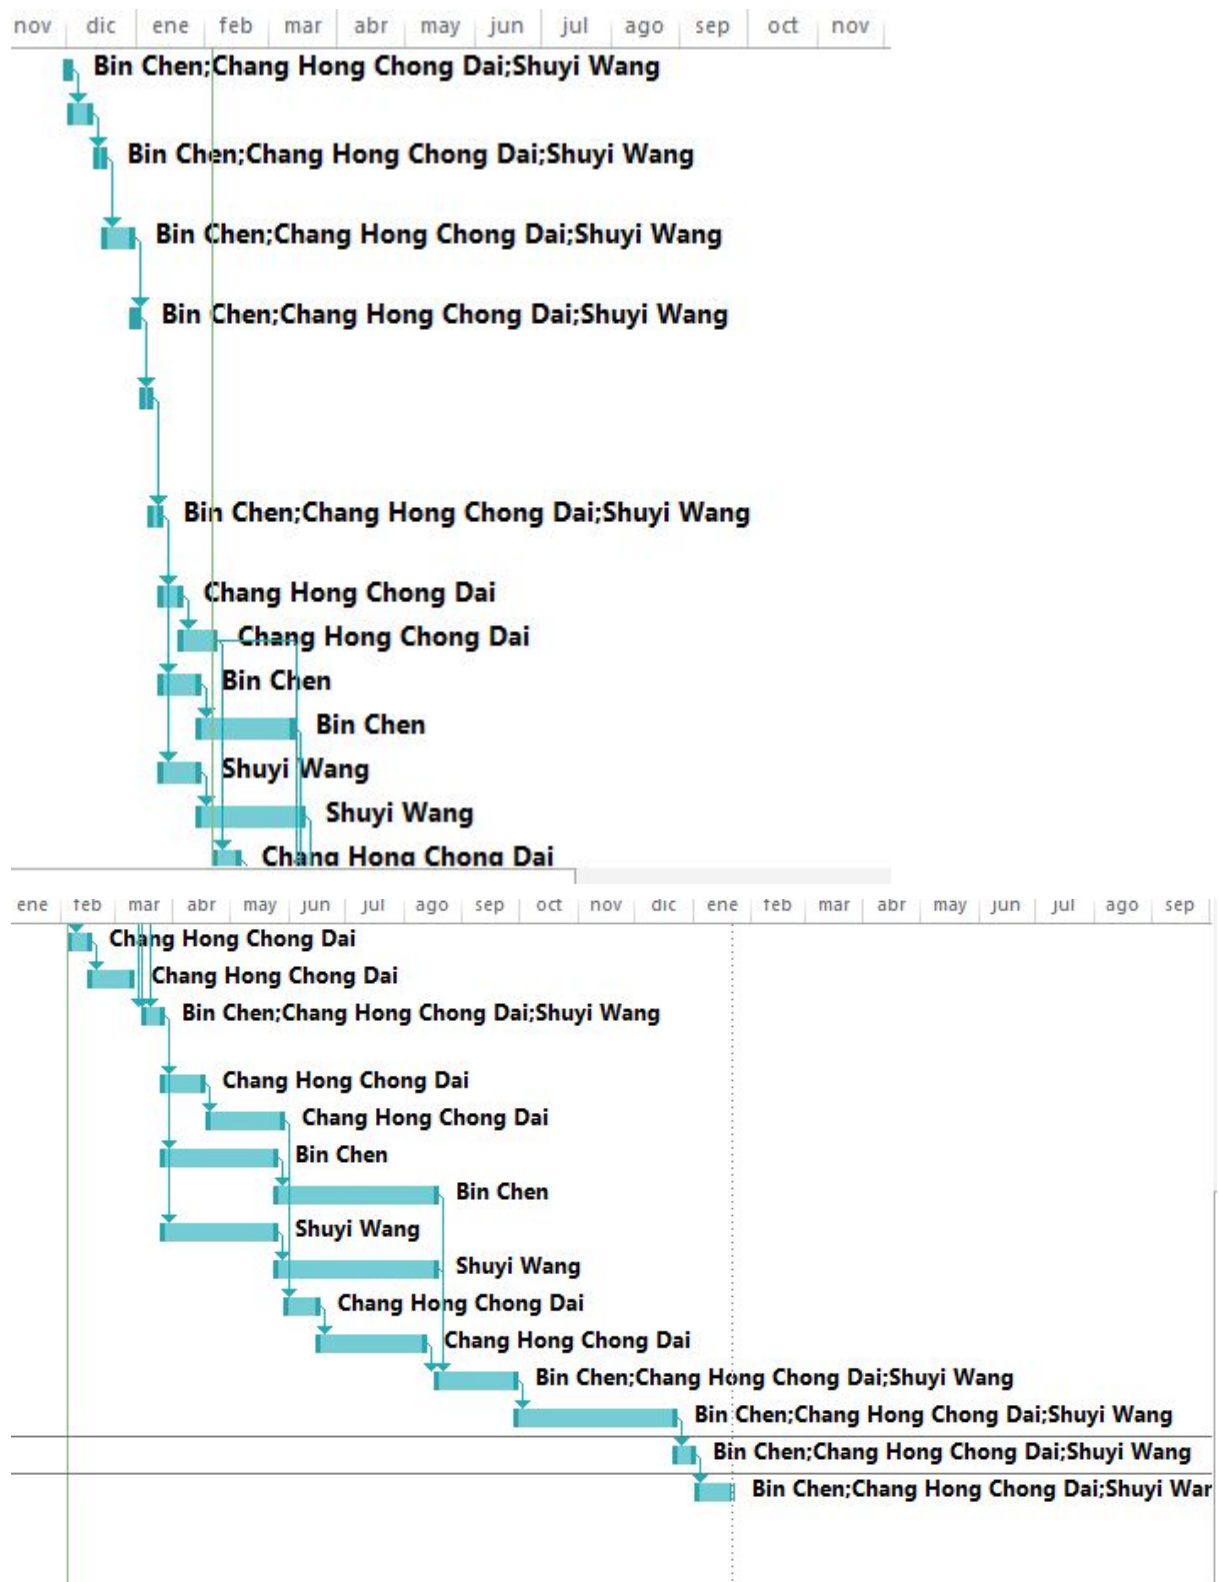 nov dic ene feb mar abr may jun jul ago sep oct nov
Bin Chen;Chang Hong Chong Dai;Shuyi Wang
Bin Chen;Chang Hong Chong Dai;Shuyi Wang
Bin Chen;Chang Hong Chong Dai;Shuyi Wang
Bin Chen;Chang Hong Chong Dai;Shuyi Wang
Bin Chen;Chang Hong Chong Dai;Shuyi Wang
Chang Hong Chong Dai
Chang Hong Chong Dai
Bin Chen
Bin Chen
Shuyi Wang
Shuyi Wang
Chang Hong Chong Dai
ene feb mar abr may jun jul ago sep oct nov dic ene feb mar abr may jun jul ago sep
Chang Hong Chong Dai
Chang Hong Chong Dai
Bin Chen;Chang Hong Chong Dai;Shuyi Wang
Chang Hong Chong Dai
Chang Hong Chong Dai
Bin Chen
Bin Chen
Shuyi Wang
Shuyi Wang
Chang Hong Chong Dai
Chang Hong Chong Dai
Bin Chen;Chang Hong Chong Dai;Shuyi Wang
Bin Chen;Chang Hong Chong Dai;Shuyi Wang
Bin Chen;Chang Hong Chong Dai;Shuyi Wang
Bin Chen;Chang Hong Chong Dai;Shuyi War